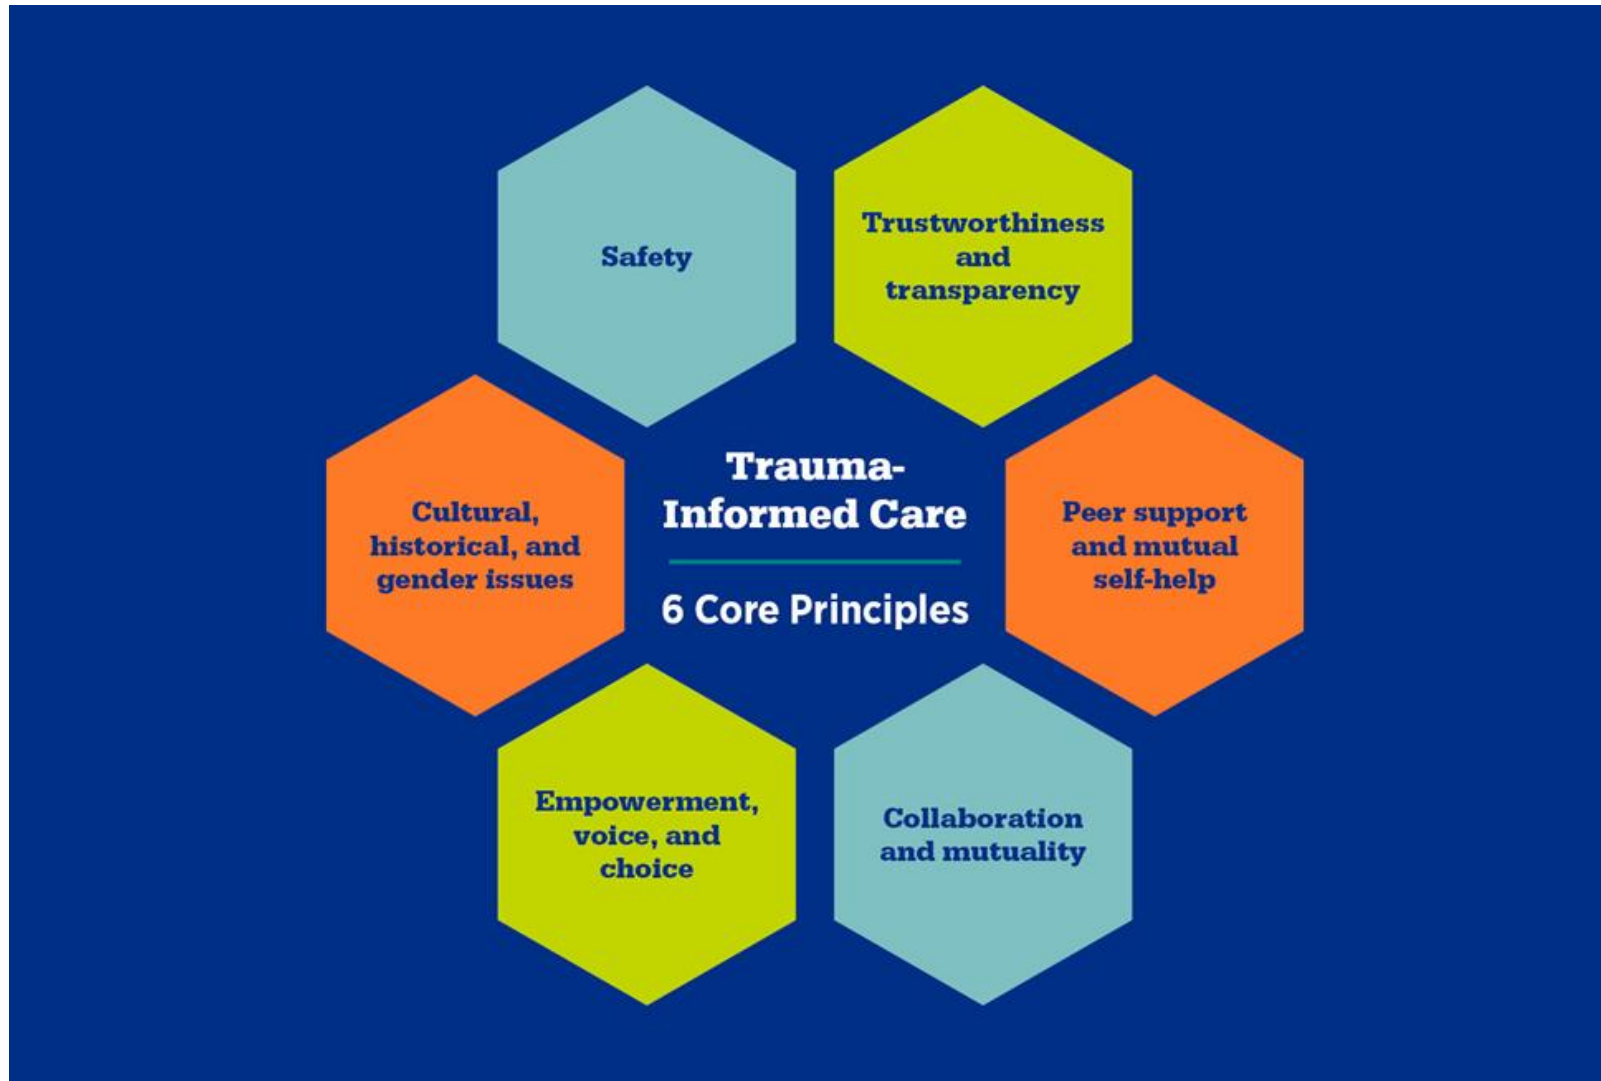 Safety
Trustworthiness
and
transparency
Trauma-
Informed Care
6 Core Principles
Cultural,
historical, and
gender issues
Peer support
and mutual
self-help
Empowerment,
voice, and
choice
Collaboration
and mutuality